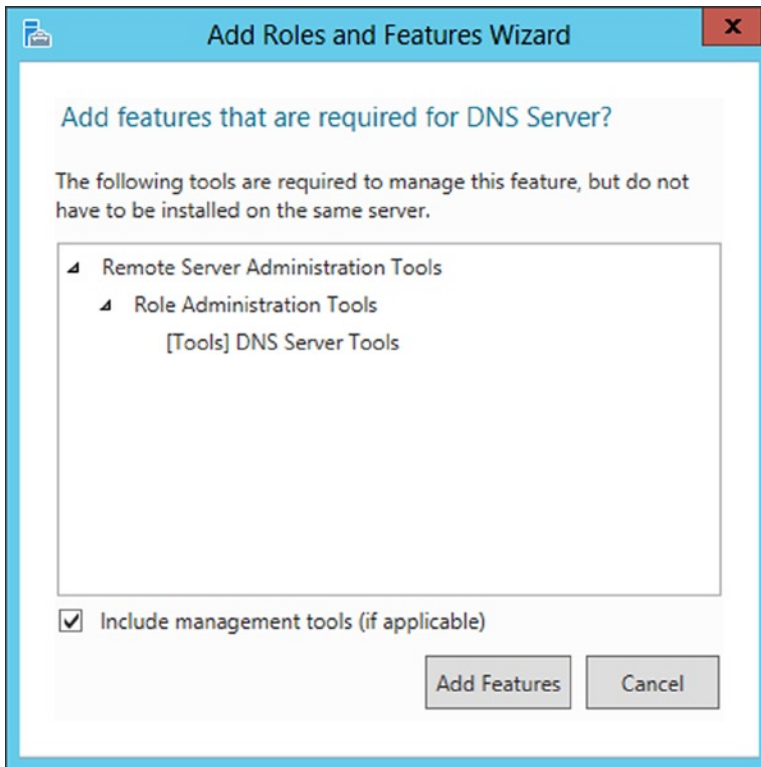 Add Roles and Features Wizard
x
Add features that are required for DNS Server?
The following tools are required to manage this feature, but do not
have to be installed on the same server.
Remote Server Administration Tools
Role Administration Tools
[Tools] DNS Server Tools
Include management tools (if applicable)
Add Features Cancel